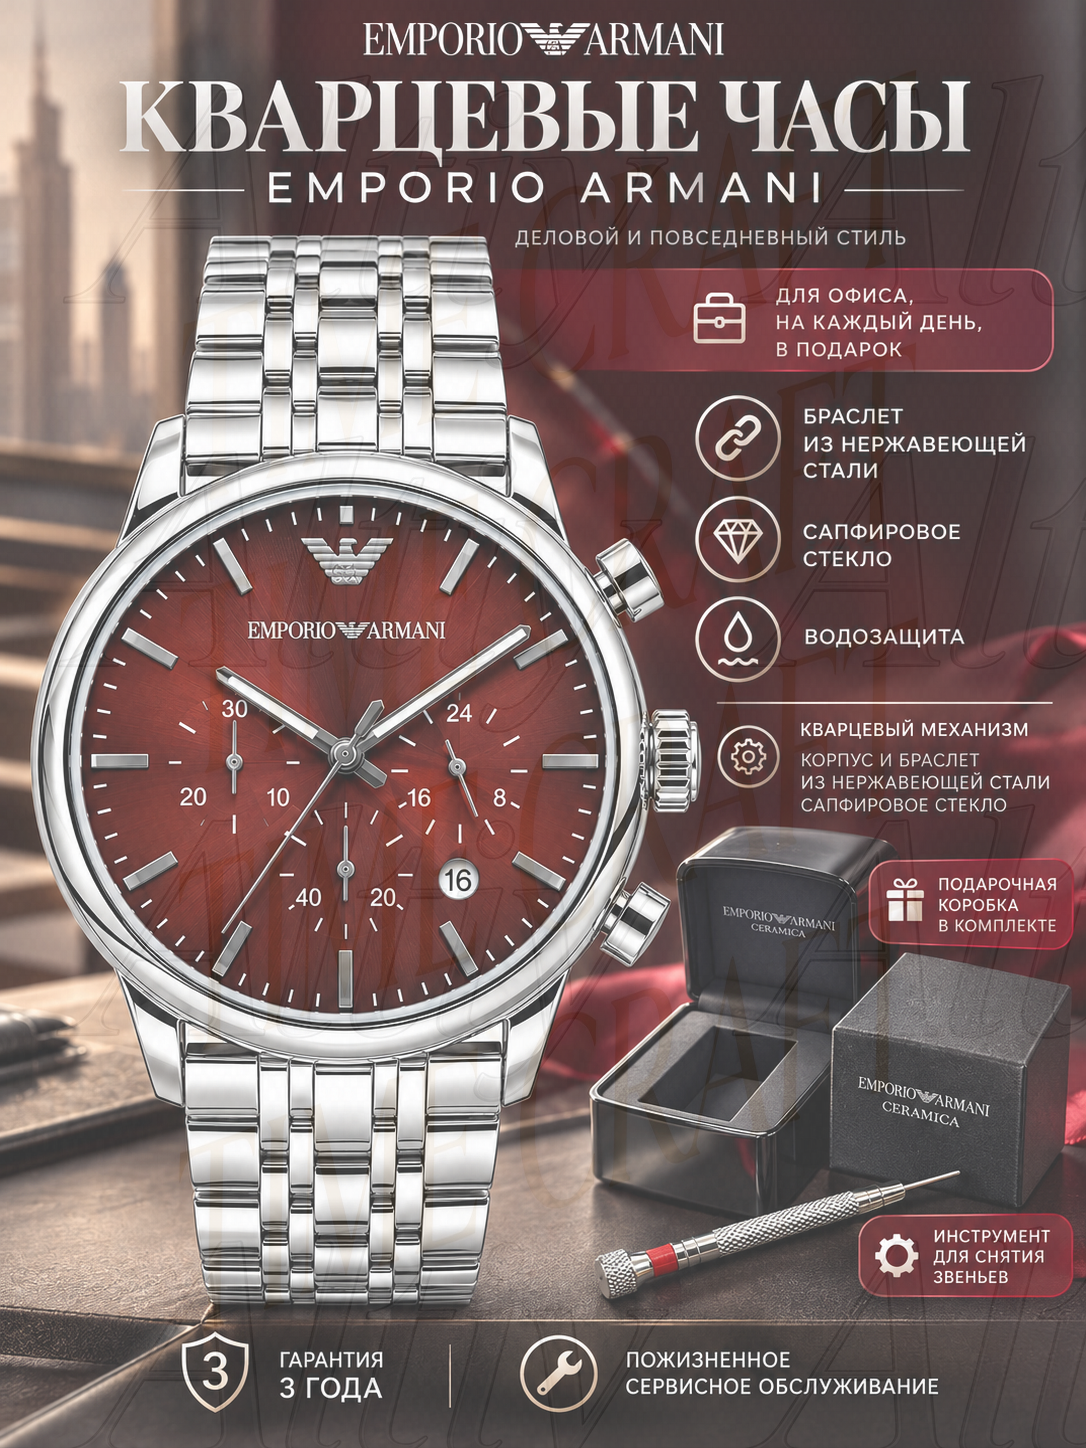 EMPORIO ARMANI
КВАРЦЕВЫЕ ЧАСЫ
EMPORIO ARMANI
ДЕЛОВОЙ И ПОВСЕДНЕВНЫЙ СТИЛЬ
ДЛЯ ОФИСА,
НА КАЖДЫЙ ДЕНЬ,
В ПОДАРОК
БРАСЛЕТ
ИЗ НЕРЖАВЕЮЩЕЙ
СТАЛИ
САПФИРОВОЕ
СТЕКЛО
ВОДОЗАЩИТА
EMPORIO ARMANI
30
24
20
10
16
8
40
20
16
КВАРЦЕВЫЙ МЕХАНИЗМ
КОРПУС И БРАСЛЕТ
ИЗ НЕРЖАВЕЮЩЕЙ СТАЛИ
САПФИРОВОЕ СТЕКЛО
EMPORIO ARMANI
CERAMICA
ПОДАРОЧНАЯ
КОРОБКА
В КОМПЛЕКТЕ
EMPORIO ARMANI
CERAMICA
ИНСТРУМЕНТ
ДЛЯ СНЯТИЯ
ЗВЕНЬЕВ
3
ГАРАНТИЯ
3 ГОДА
ПОЖИЗНЕННОЕ
СЕРВИСНОЕ ОБСЛУЖИВАНИЕ